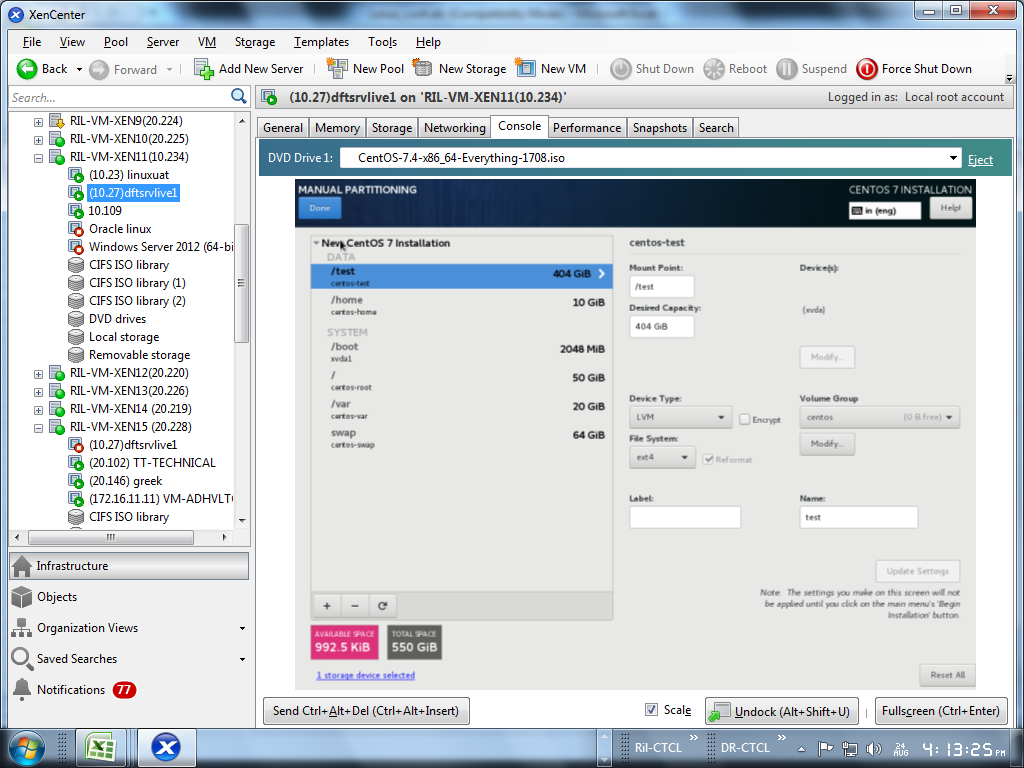 XenCenter
File View Pool Server VM Storage Templates Tools Help
Back Forward Add New Server New Pool New Storage New VM Shut Down Reboot Suspend Force Shut Down
Search...
(10.27)dftsrvlive1 on 'RIL-VM-XEN11(10.234)'
Logged in as: Local root account
RIL-VM-XEN9(20.224)
RIL-VM-XEN10(20.225)
RIL-VM-XEN11(10.234)
(10.23) linuxuat
(10.27)dftsrvlive1
10.109
Oracle linux
Windows Server 2012 (64-bi
CIFS ISO library
CIFS ISO library (1)
CIFS ISO library (2)
DVD drives
Local storage
Removable storage
RIL-VM-XEN12(20.220)
RIL-VM-XEN13(20.226)
RIL-VM-XEN14 (20.219)
RIL-VM-XEN15 (20.228)
(10.27)dftsrvlive1
(20.102) TT-TECHNICAL
(20.146) greek
(172.16.11.11) VM-ADHVLT
CIFS ISO library
Infrastructure
Objects
Organization Views
Saved Searches
Notifications 77
General Memory Storage Networking Console Performance Snapshots Search
DVD Drive 1: CentOS-7.4-x86_64-Everything-1708.iso Eject
MANUAL PARTITIONING
CENTOS 7 INSTALLATION
Done
in (eng)
Help!
New CentOS 7 Installation
DATA
/test 404 GiB
centos-test
/home 10 GiB
centos-home
SYSTEM
/boot 2048 MiB
xvda1
/ 50 GiB
centos-root
/var 20 GiB
centos-var
swap 64 GiB
centos-swap
+ −
AVAILABLE SPACE
992.5 KiB
TOTAL SPACE
550 GiB
1 storage device selected
centos-test
Mount Point:
/test
Device(s):
Desired Capacity:
404 GiB
(xvda)
Modify...
Device Type:
LVM
Encrypt
Volume Group
centos (0 B free)
Modify...
File System:
ext4
Reformat
Label:
Name:
test
Update Settings
Note: The settings you make on this screen will not
be applied until you click on the main menu's 'Begin
Installation' button.
Reset All
Send Ctrl+Alt+Del (Ctrl+Alt+Insert)
Scale
Undock (Alt+Shift+U)
Fullscreen (Ctrl+Enter)
Ril-CTCL
DR-CTCL
24 AUG
4:13:25 PM